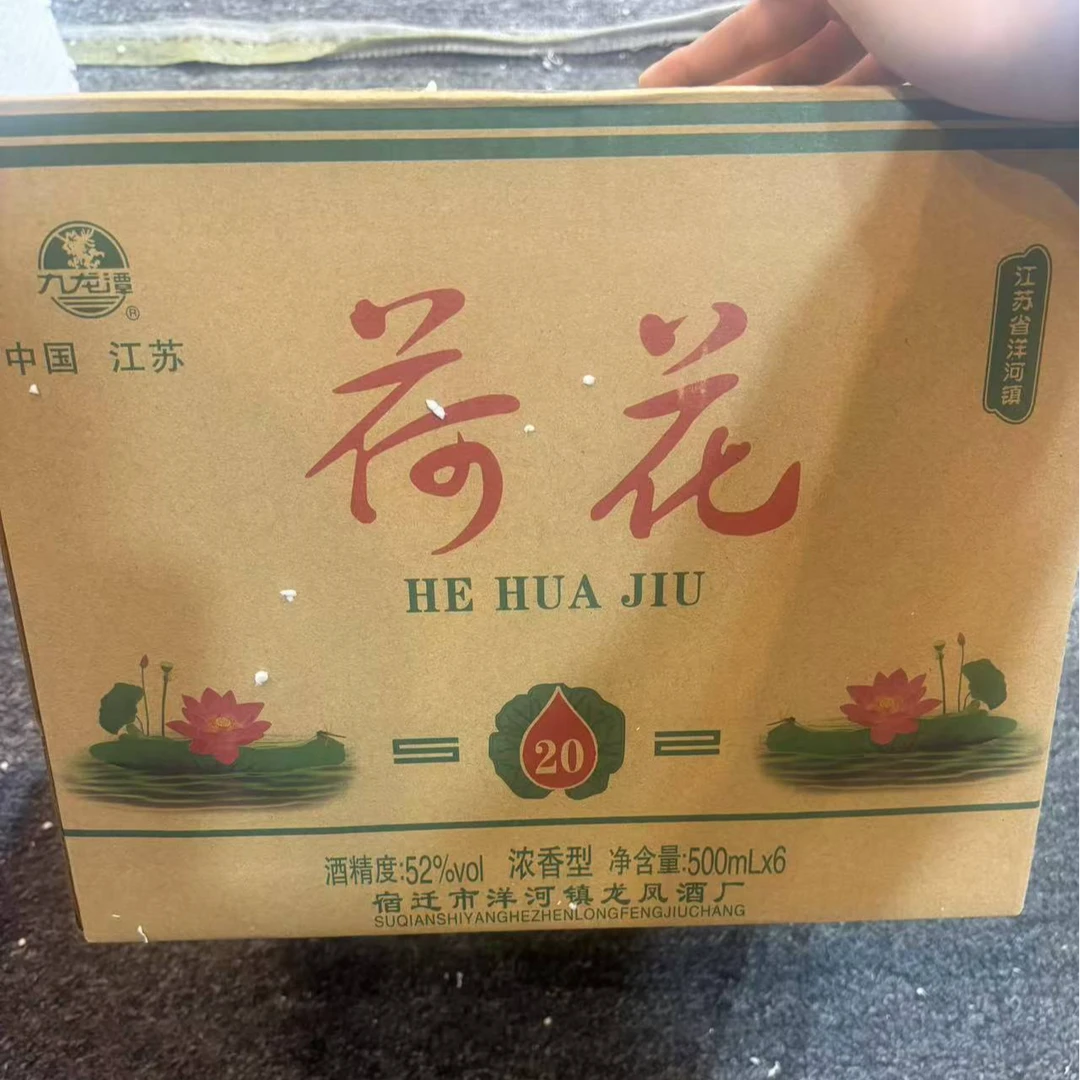 九龙潭
®
中国 江苏
江苏省洋河镇
荷花
HE HUA JIU
20
酒精度:52%vol 浓香型 净含量:500mLx6
宿迁市洋河镇龙凤酒厂
SUQIANSHIYANGHEZHENLONGFENGJIUCHANG